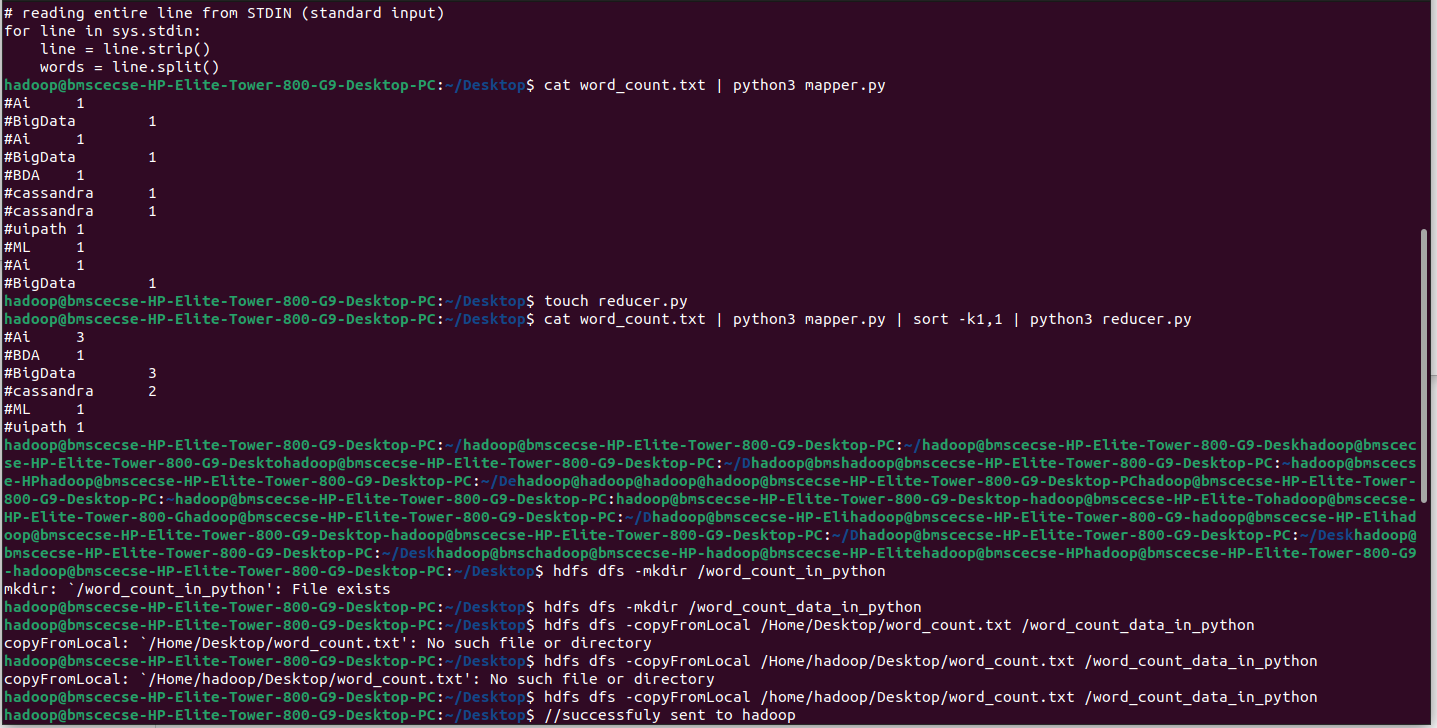 # reading entire line from STDIN (standard input)
for line in sys.stdin:
    line = line.strip()
    words = line.split()
hadoop@bmscecse-HP-Elite-Tower-800-G9-Desktop-PC:~/Desktop$ cat word_count.txt | python3 mapper.py
#Ai     1
#BigData        1
#Ai     1
#BigData        1
#BDA    1
#cassandra      1
#cassandra      1
#uipath 1
#ML     1
#Ai     1
#BigData        1
hadoop@bmscecse-HP-Elite-Tower-800-G9-Desktop-PC:~/Desktop$ touch reducer.py
hadoop@bmscecse-HP-Elite-Tower-800-G9-Desktop-PC:~/Desktop$ cat word_count.txt | python3 mapper.py | sort -k1,1 | python3 reducer.py
#Ai     3
#BDA    1
#BigData        3
#cassandra      2
#ML     1
#uipath 1
hadoop@bmscecse-HP-Elite-Tower-800-G9-Desktop-PC:~/hadoop@bmscecse-HP-Elite-Tower-800-G9-Desktop-PC:~/hadoop@bmscecse-HP-Elite-Tower-800-G9-Deskhadoop@bmscec
se-HP-Elite-Tower-800-G9-Desktohadoop@bmscecse-HP-Elite-Tower-800-G9-Desktop-PC:~/Dhadoop@bmshadoop@bmscecse-HP-Elite-Tower-800-G9-Desktop-PC:~hadoop@bmscecs
e-HPhadoop@bmscecse-HP-Elite-Tower-800-G9-Desktop-PC:~/Dehadoop@hadoop@hadoop@hadoop@bmscecse-HP-Elite-Tower-800-G9-Desktop-PChadoop@bmscecse-HP-Elite-Tower-
800-G9-Desktop-PC:~hadoop@bmscecse-HP-Elite-Tower-800-G9-Desktop-PC:hadoop@bmscecse-HP-Elite-Tower-800-G9-Desktop-hadoop@bmscecse-HP-Elite-Tohadoop@bmscecse-
HP-Elite-Tower-800-Ghadoop@bmscecse-HP-Elite-Tower-800-G9-Desktop-PC:~/Dhadoop@bmscecse-HP-Elihadoop@bmscecse-HP-Elite-Tower-800-G9-hadoop@bmscecse-HP-Elihad
oop@bmscecse-HP-Elite-Tower-800-G9-Desktop-hadoop@bmscecse-HP-Elite-Tower-800-G9-Desktop-PC:~/Dhadoop@bmscecse-HP-Elite-Tower-800-G9-Desktop-PC:~/Deskhadoop@
bmscecse-HP-Elite-Tower-800-G9-Desktop-PC:~/Deskhadoop@bmschadoop@bmscecse-HP-hadoop@bmscecse-HP-Elitehadoop@bmscecse-HPhadoop@bmscecse-HP-Elite-Tower-800-G9
-hadoop@bmscecse-HP-Elite-Tower-800-G9-Desktop-PC:~/Desktop$ hdfs dfs -mkdir /word_count_in_python
mkdir: `/word_count_in_python': File exists
hadoop@bmscecse-HP-Elite-Tower-800-G9-Desktop-PC:~/Desktop$ hdfs dfs -mkdir /word_count_data_in_python
hadoop@bmscecse-HP-Elite-Tower-800-G9-Desktop-PC:~/Desktop$ hdfs dfs -copyFromLocal /Home/Desktop/word_count.txt /word_count_data_in_python
copyFromLocal: `/Home/Desktop/word_count.txt': No such file or directory
hadoop@bmscecse-HP-Elite-Tower-800-G9-Desktop-PC:~/Desktop$ hdfs dfs -copyFromLocal /Home/hadoop/Desktop/word_count.txt /word_count_data_in_python
copyFromLocal: `/Home/hadoop/Desktop/word_count.txt': No such file or directory
hadoop@bmscecse-HP-Elite-Tower-800-G9-Desktop-PC:~/Desktop$ hdfs dfs -copyFromLocal /home/hadoop/Desktop/word_count.txt /word_count_data_in_python
hadoop@bmscecse-HP-Elite-Tower-800-G9-Desktop-PC:~/Desktop$ //successfuly sent to hadoop